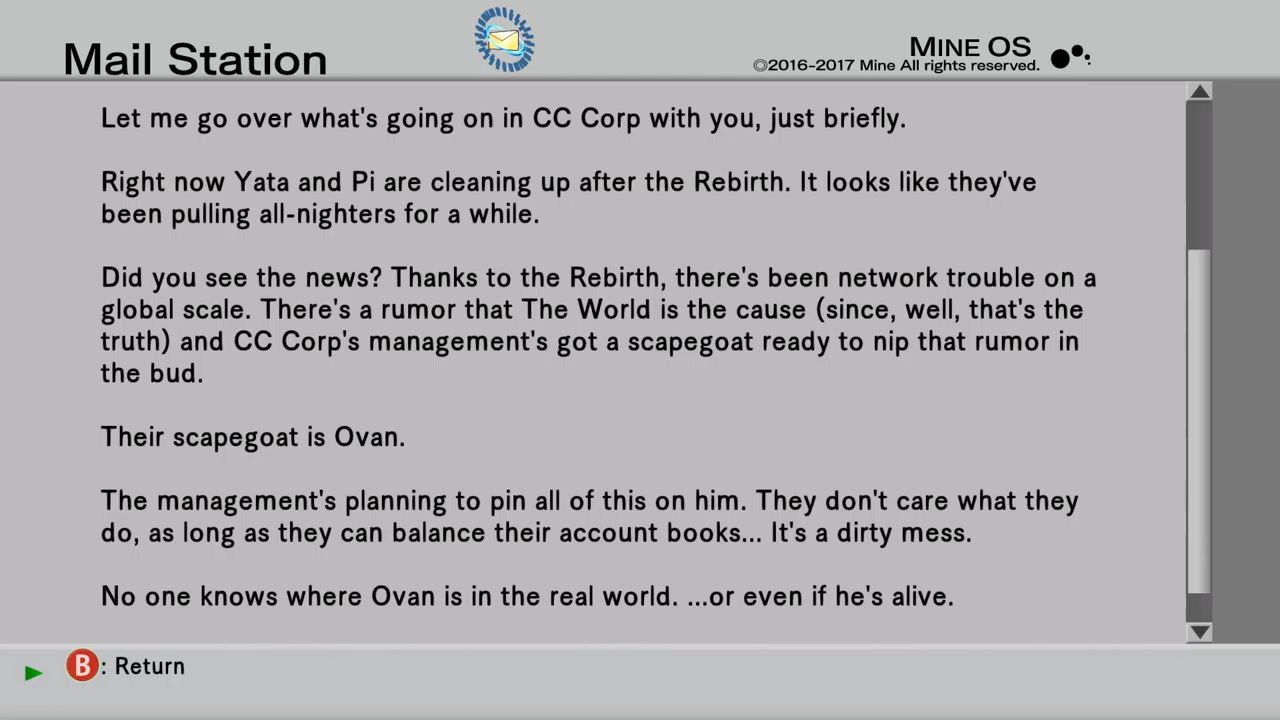 Mail Station
MINE OS
©2016-2017 Mine All rights reserved.
Let me go over what's going on in CC Corp with you, just briefly.
Right now Yata and Pi are cleaning up after the Rebirth. It looks like they've
been pulling all-nighters for a while.
Did you see the news? Thanks to the Rebirth, there's been network trouble on a
global scale. There's a rumor that The World is the cause (since, well, that's the
truth) and CC Corp's management's got a scapegoat ready to nip that rumor in
the bud.
Their scapegoat is Ovan.
The management's planning to pin all of this on him. They don't care what they
do, as long as they can balance their account books... It's a dirty mess.
No one knows where Ovan is in the real world. ...or even if he's alive.
B: Return